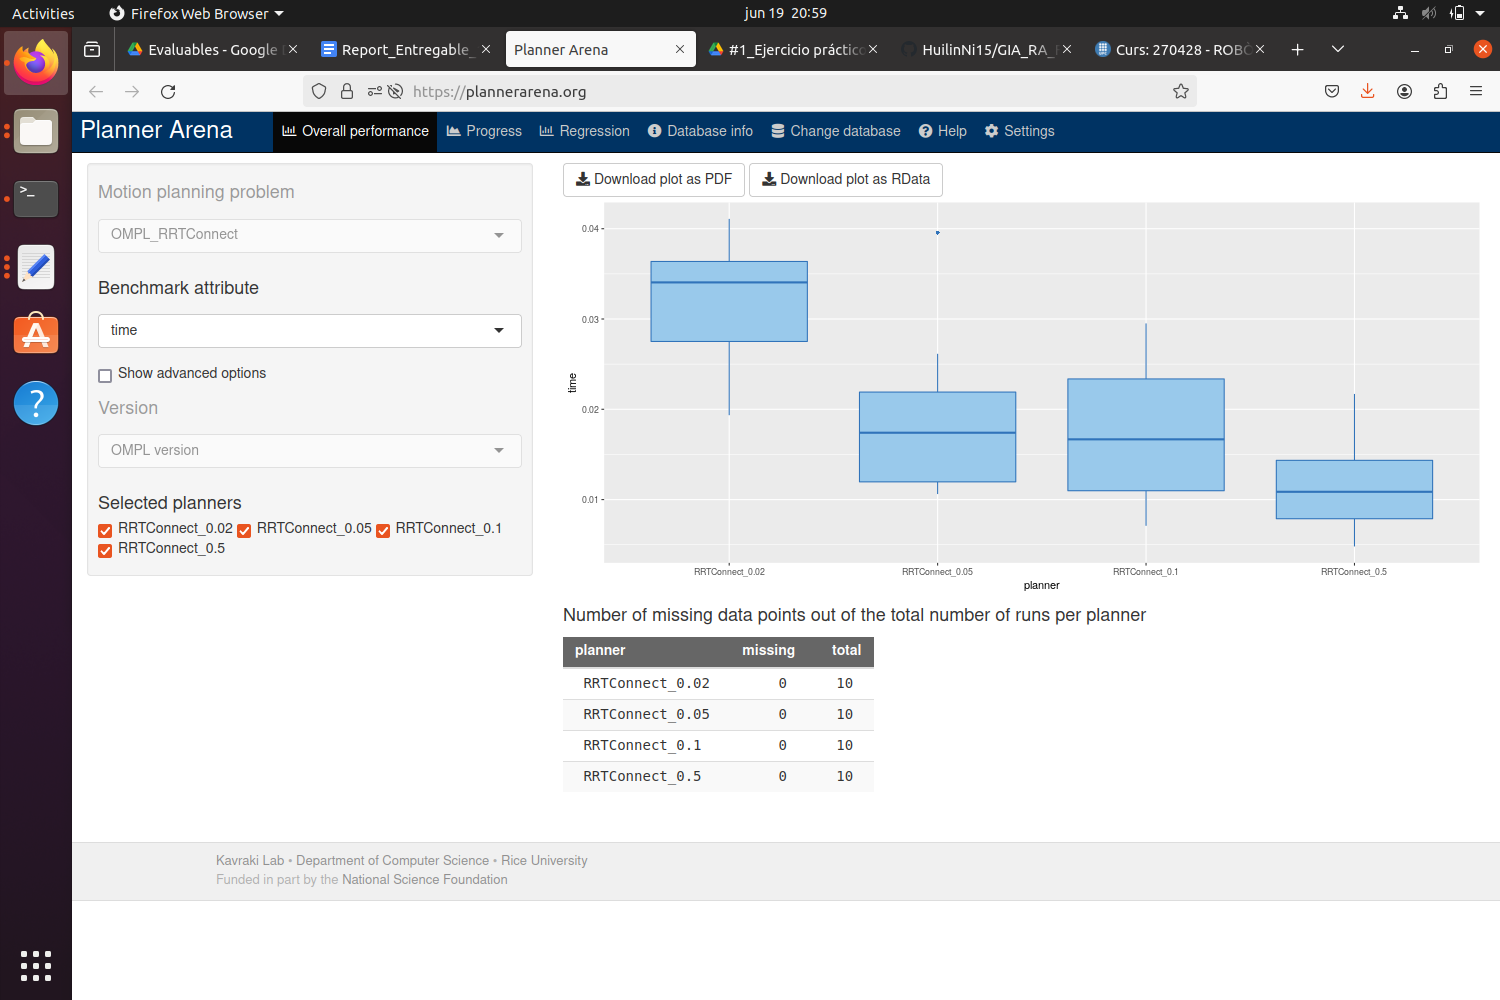 Activities Firefox Web Browser jun 19 20:59
Evaluables - Google Report_Entregable_ Planner Arena #1_Ejercicio práctico HuilinNi15/GIA_RA_ Curs: 270428 - ROBÒ
https://plannerarena.org
Planner Arena Overall performance Progress Regression Database info Change database Help Settings
Motion planning problem
OMPL_RRTConnect
Benchmark attribute
time
Show advanced options
Version
OMPL version
Selected planners
RRTConnect_0.02 RRTConnect_0.05 RRTConnect_0.1
RRTConnect_0.5
Download plot as PDF Download plot as RData
0.04
0.03
0.02
0.01
time
RRTConnect_0.02 RRTConnect_0.05 RRTConnect_0.1 RRTConnect_0.5
planner
Number of missing data points out of the total number of runs per planner
planner missing total
RRTConnect_0.02 0 10
RRTConnect_0.05 0 10
RRTConnect_0.1 0 10
RRTConnect_0.5 0 10
Kavraki Lab • Department of Computer Science • Rice University
Funded in part by the National Science Foundation